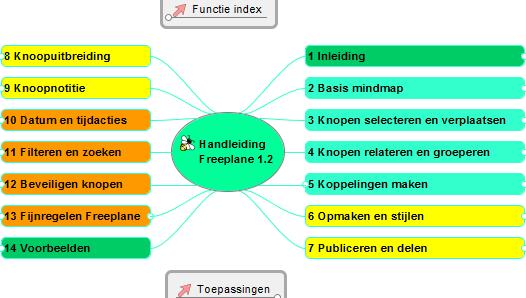 Functie index
8 Knoopuitbreiding
9 Knoopnotitie
10 Datum en tijdacties
11 Filteren en zoeken
12 Beveiligen knopen
13 Fijnregelen Freeplane
14 Voorbeelden
Handleiding
Freeplane 1.2
1 Inleiding
2 Basis mindmap
3 Knopen selecteren en verplaatsen
4 Knopen relateren en groeperen
5 Koppelingen maken
6 Opmaken en stijlen
7 Publiceren en delen
Toepassingen